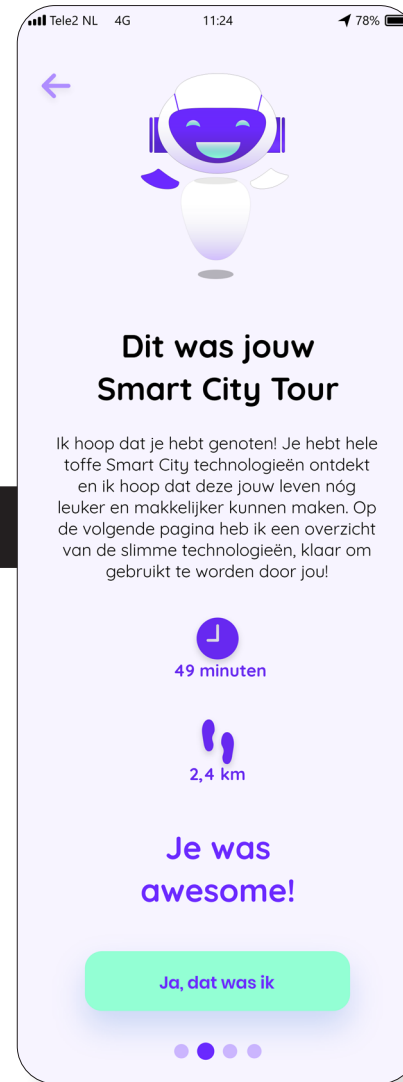 Tele2 NL 4G 11:24 78%
Dit was jouw
Smart City Tour
Ik hoop dat je hebt genoten! Je hebt hele
toffe Smart City technologieën ontdekt
en ik hoop dat deze jouw leven nóg
leuker en makkelijker kunnen maken. Op
de volgende pagina heb ik een overzicht
van de slimme technologieën, klaar om
gebruikt te worden door jou!
49 minuten
2,4 km
Je was
awesome!
Ja, dat was ik